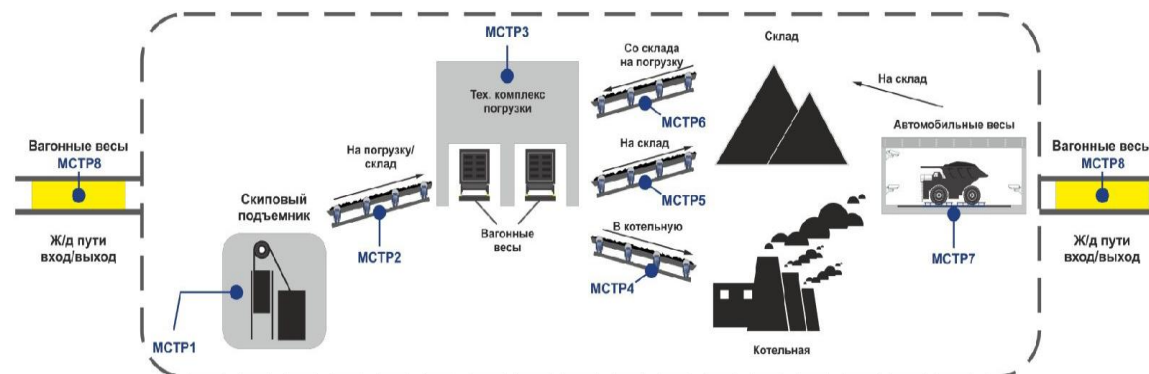 МСТР3
Тех. комплекс
погрузки
Со склада
на погрузку
МСТР6
Склад
На склад
Автомобильные весы
Вагонные весы
МСТР8
Вагонные весы
МСТР8
На погрузку/
склад
На склад
МСТР5
Скиповый
подъемник
МСТР2
Вагонные
весы
В котельную
МСТР4
МСТР7
Ж/д пути
вход/выход
Ж/д пути
вход/выход
МСТР1
Котельная